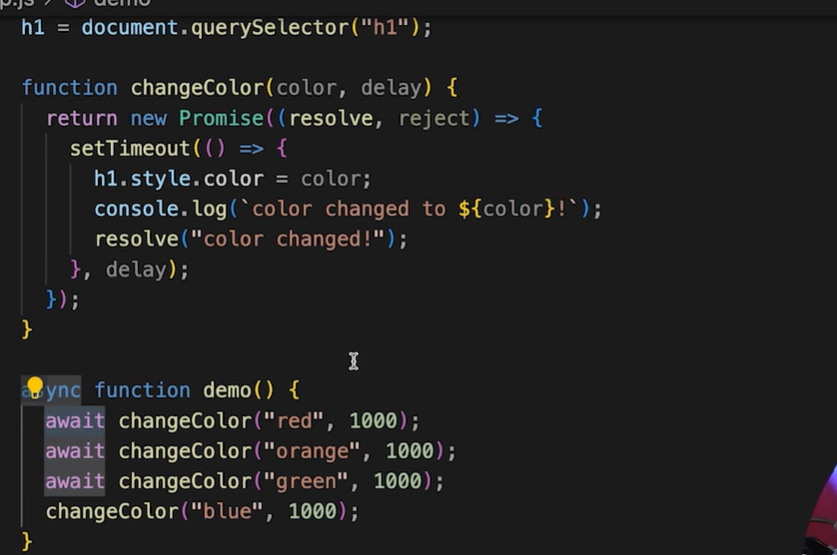 p.js > demo
h1 = document.querySelector("h1");
function changeColor(color, delay) {
return new Promise((resolve, reject) => {
setTimeout(() => {
h1.style.color = color;
console.log(`color changed to ${color}!`);
resolve("color changed!");
}, delay);
});
}
async function demo() {
await changeColor("red", 1000);
await changeColor("orange", 1000);
await changeColor("green", 1000);
changeColor("blue", 1000);
}